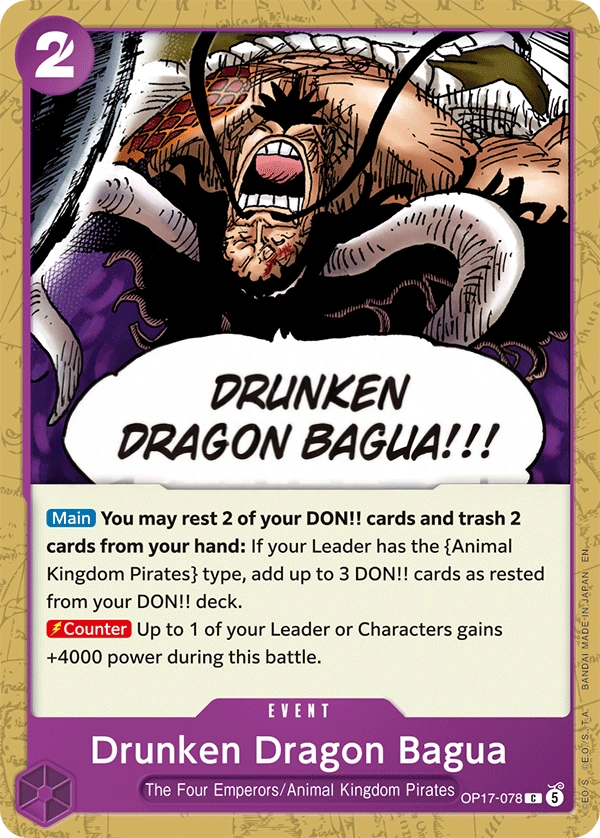 2
DRUNKEN
DRAGON BAGUA!!!
Main You may rest 2 of your DON!! cards and trash 2
cards from your hand: If your Leader has the {Animal
Kingdom Pirates} type, add up to 3 DON!! cards as rested
from your DON!! deck.
Counter Up to 1 of your Leader or Characters gains
+4000 power during this battle.
EVENT
Drunken Dragon Bagua
The Four Emperors/Animal Kingdom Pirates
OP17-078 C 5
©E.O./S. ©E.O./S.,T.A. BANDAI MADE IN JAPAN EN